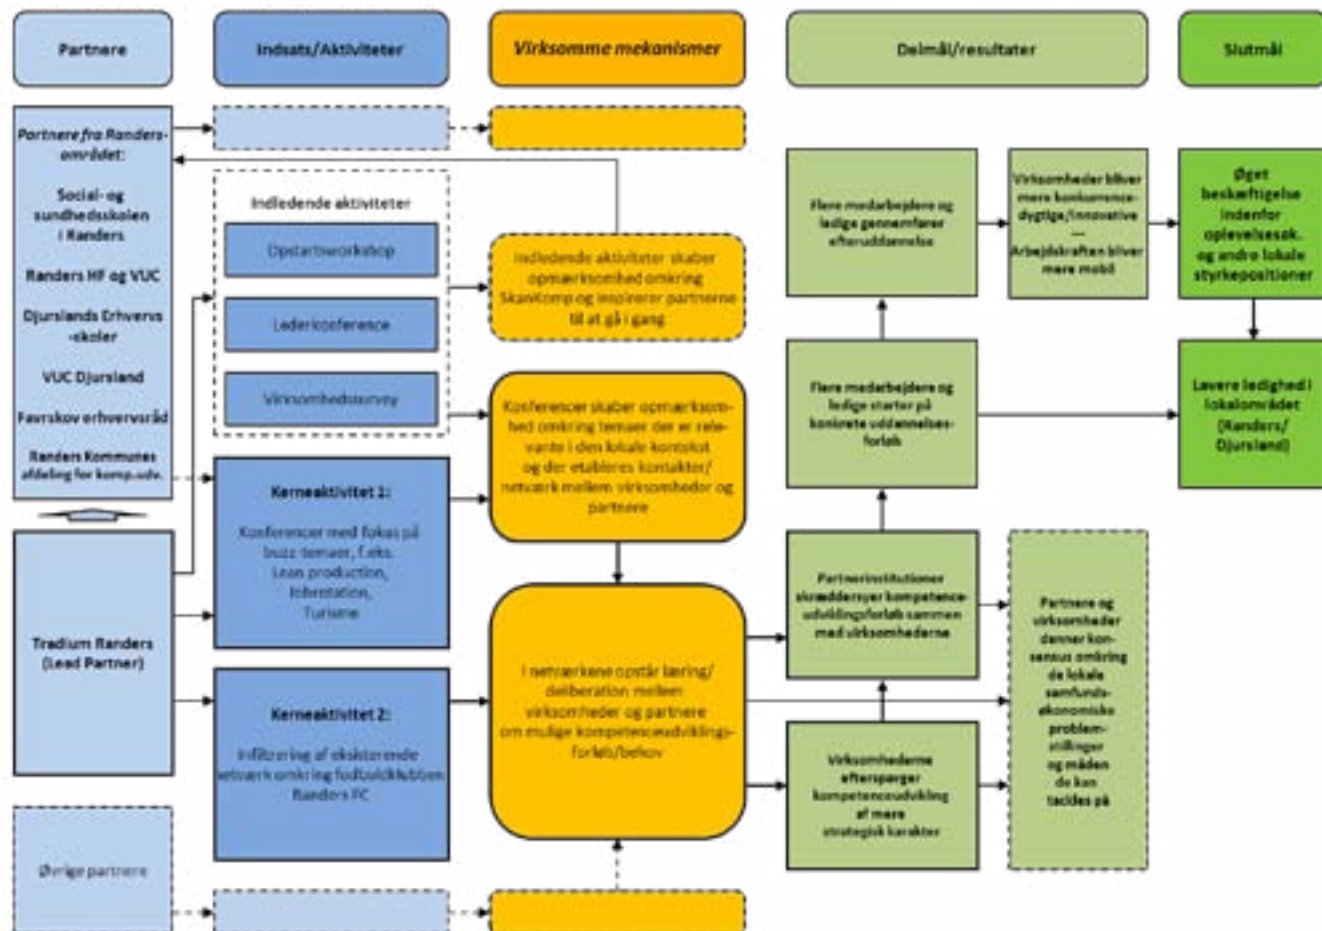 Partnere
Indsats/Aktiviteter
Virksomme mekanismer
Delmål/resultater
Slutmål
Partnere fra Randers-
området:
Social- og
sundhedsskolen
i Randers
Randers HF og VUC
Djurslands Erhvervs
-skoler
VUC Djursland
Favrskov erhvervsråd
Randers Kommunes
afdeling for komp.udv.
Tradium Randers
(Lead Partner)
Øvrige partnere
Indledende aktiviteter
Opstartsworkshop
Lederkonference
Virksomhedssurvey
Kerneaktivitet 1:
Konferencer med fokus på
buzz-temaer, f.eks.
Lean production,
Jobrotation,
Turisme
Kerneaktivitet 2:
Infiltrering af eksisterende
netværk omkring fodboldklubben
Randers FC
Indledende aktiviteter skaber
opmærksomhed omkring
SkanKomp og inspirerer partnerne
til at gå i gang
Konferencer skaber opmærksom-
hed omkring temaer der er rele-
vante i den lokale kontekst
og der etableres kontakter/
netværk mellem virksomheder og
partnere
I netværkene opstår læring/
deliberation mellem
virksomheder og partnere
om mulige kompetenceudviklings-
forløb/behov
Flere medarbejdere og
ledige gennemfører
efteruddannelse
Virksomheder bliver
mere konkurrence-
dygtige/innovative
---
Arbejdskraften bliver
mere mobil
Flere medarbejdere og
ledige starter på
konkrete uddannelses-
forløb
Partnerinstitutioner
skræddersyer kompetence-
udviklingsforløb sammen
med virksomhederne
Virksomhederne
efterspørger
kompetenceudvikling
af mere
strategisk karakter
Partnere og
virksomheder
danner kon-
sensus omkring
de lokale
samfunds-
økonomiske
problem-
stillinger
og måden
de kan
tackles på
Øget
beskæftigelse
indenfor
oplevelsesøk.
og andre lokale
styrkepositioner
Lavere ledighed i
lokalområdet
(Randers/
Djursland)